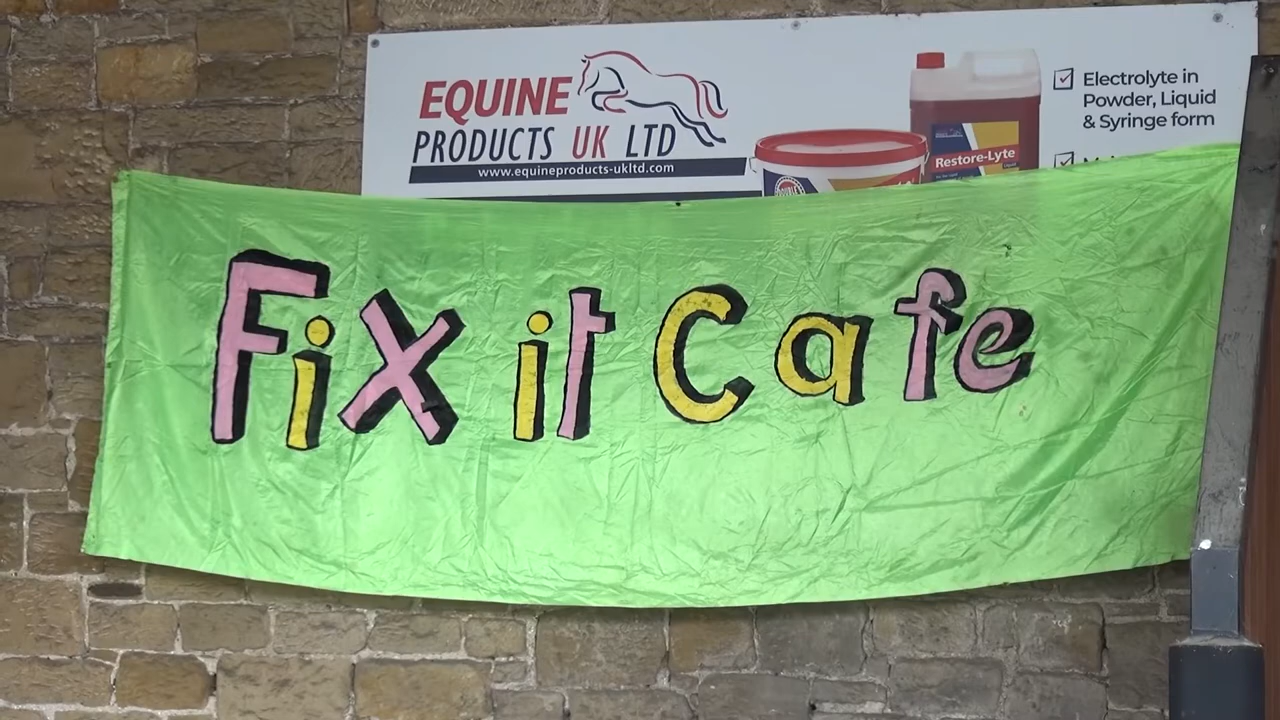 EQUINE
PRODUCTS UK LTD
www.equineproducts-ukltd.com
Restore-Lyte
Electrolyte in
Powder, Liquid
& Syringe form
Fix it Cafe